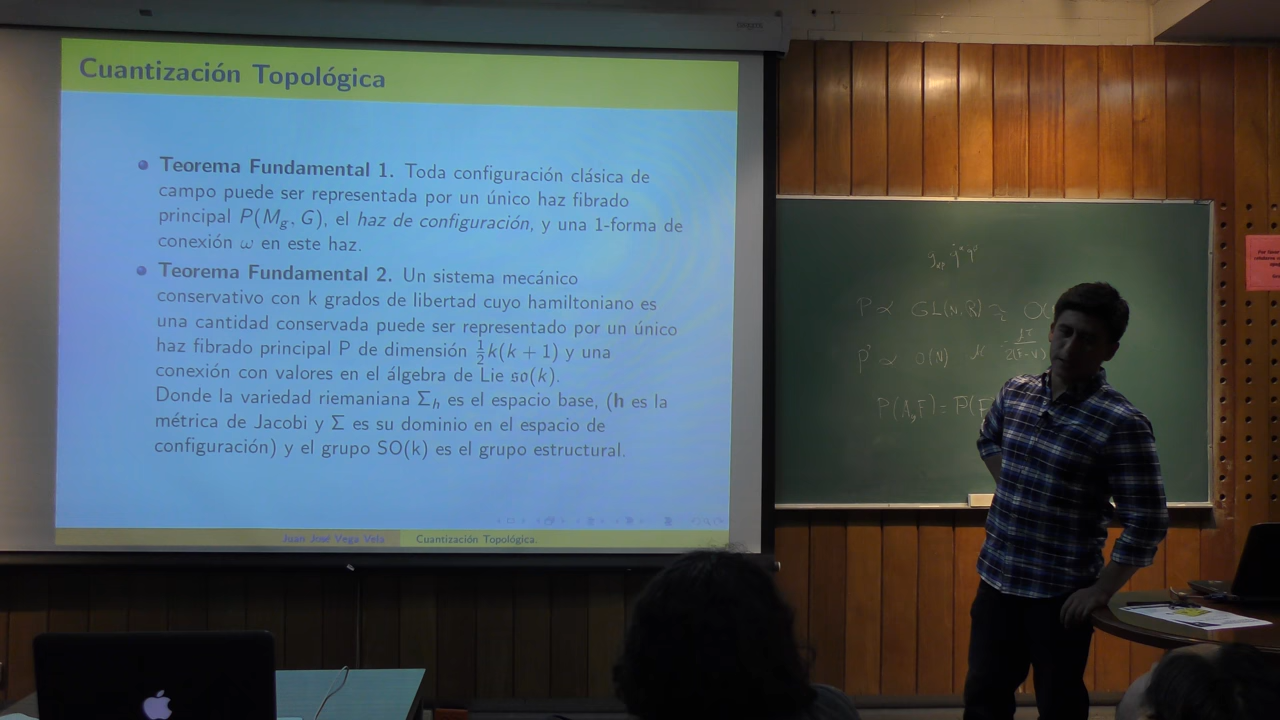 Cuantización Topológica
Teorema Fundamental 1. Toda configuración clásica de
campo puede ser representada por un único haz fibrado
principal P(M_g, G), el haz de configuración, y una 1-forma de
conexión ω en este haz.
Teorema Fundamental 2. Un sistema mecánico
conservativo con k grados de libertad cuyo hamiltoniano es
una cantidad conservada puede ser representado por un único
haz fibrado principal P de dimensión ½k(k + 1) y una
conexión con valores en el álgebra de Lie 𝔰𝔬(k).
Donde la variedad riemaniana Σ_h es el espacio base, (h es la
métrica de Jacobi y Σ es su dominio en el espacio de
configuración) y el grupo SO(k) es el grupo estructural.
Juan José Vega Vela Cuantización Topológica.
P ∝ GL(N,R)
P' ∝ O(N)
P(A,F) =